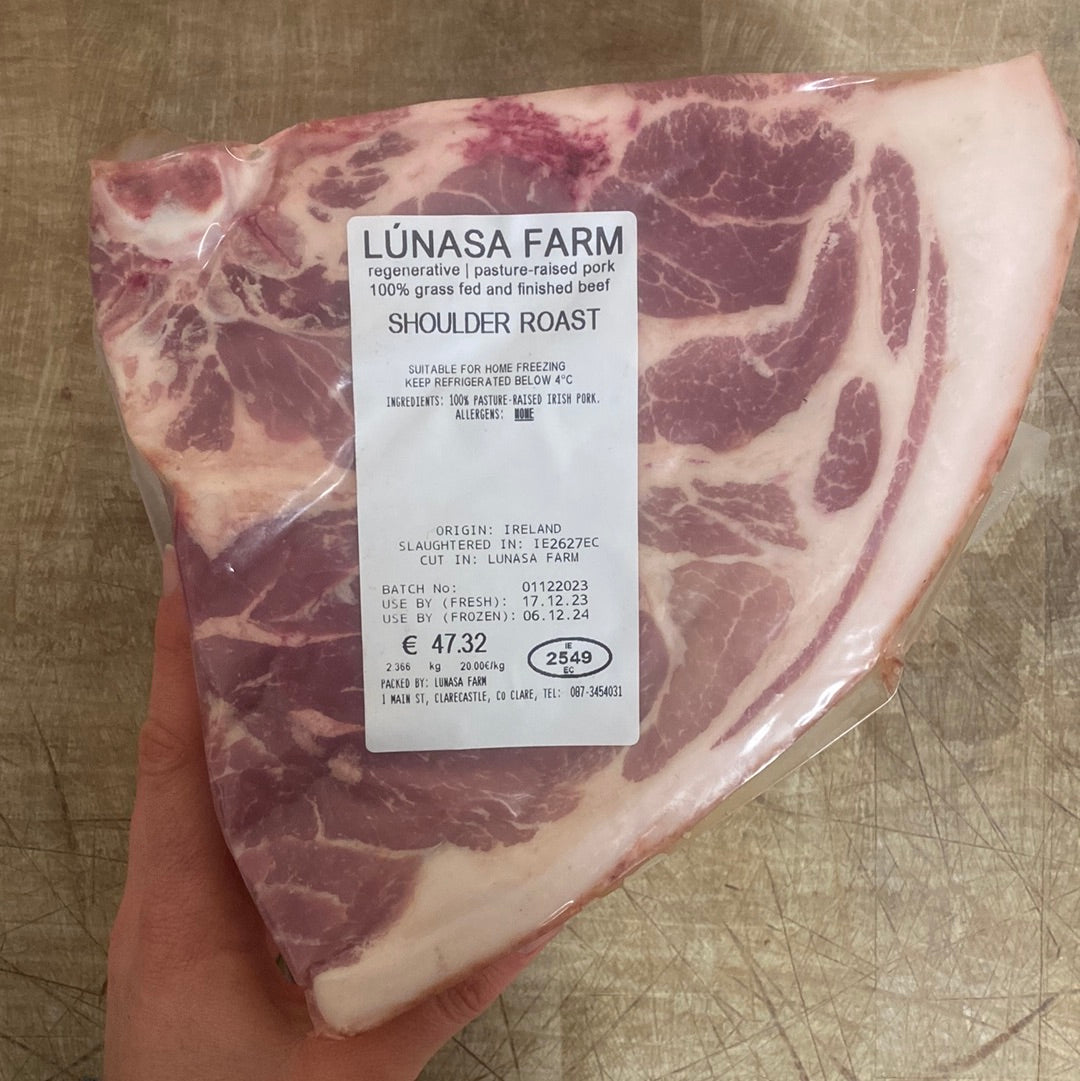 LÚNASA FARM
regenerative | pasture-raised pork
100% grass fed and finished beef
SHOULDER ROAST
SUITABLE FOR HOME FREEZING
KEEP REFRIGERATED BELOW 4°C
INGREDIENTS: 100% PASTURE-RAISED IRISH PORK.
ALLERGENS: NONE
ORIGIN: IRELAND
SLAUGHTERED IN: IE2627EC
CUT IN: LUNASA FARM
BATCH No: 01122023
USE BY (FRESH): 17.12.23
USE BY (FROZEN): 06.12.24
€ 47.32
2.366 kg 20.00€/kg
IE
2549
EC
PACKED BY: LUNASA FARM
1 MAIN ST, CLARECASTLE, CO CLARE, TEL: 087-3454031